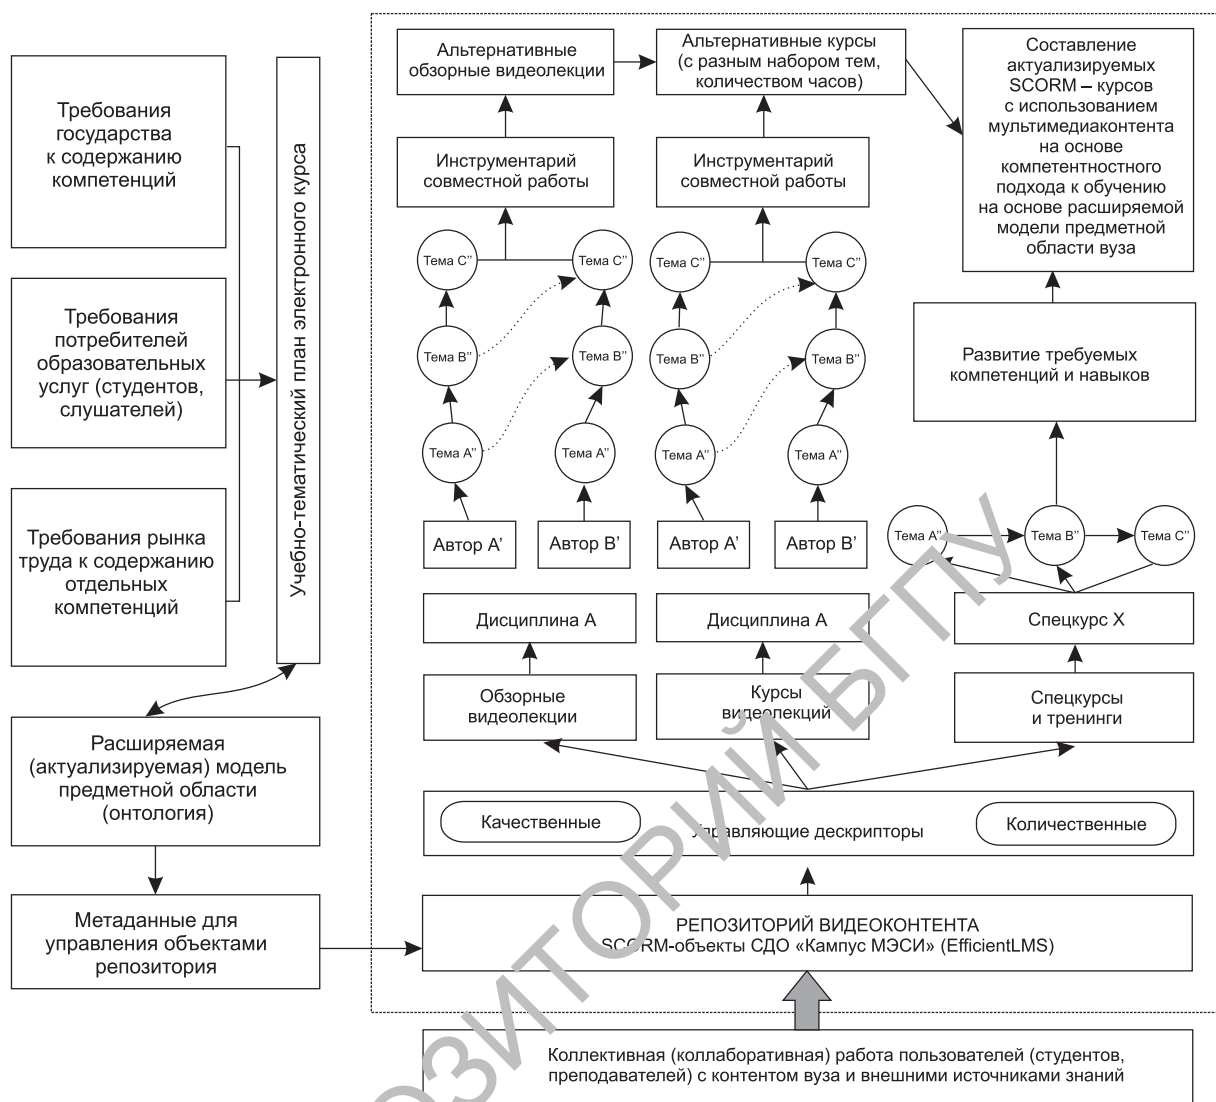 Требования
государства
к содержанию
компетенций
Требования
потребителей
образовательных
услуг (студентов,
слушателей)
Требования рынка
труда к содержанию
отдельных
компетенций
Учебно-тематический план электронного курса
Расширяемая
(актуализируемая) модель
предметной области
(онтология)
Метаданные для
управления объектами
репозитория
Альтернативные
обзорные видеолекции
Альтернативные курсы
(с разным набором тем,
количеством часов)
Составление
актуализируемых
SCORM – курсов
с использованием
мультимедиаконтента
на основе
компетентностного
подхода к обучению
на основе расширяемой
модели предметной
области вуза
Инструментарий
совместной работы
Инструментарий
совместной работы
Тема C"
Тема C"
Тема C"
Тема C"
Тема B"
Тема B"
Тема B"
Тема B"
Тема A"
Тема A"
Тема A"
Тема A"
Автор A'
Автор B'
Автор A'
Автор B'
Развитие требуемых
компетенций и навыков
Тема A"
Тема B"
Тема C"
Дисциплина А
Дисциплина А
Спецкурс X
Обзорные
видеолекции
Курсы
видеолекций
Спецкурсы
и тренинги
Качественные
Управляющие дескрипторы
Количественные
РЕПОЗИТОРИЙ ВИДЕОКОНТЕНТА
SCORM-объекты СДО «Кампус МЭСИ» (EfficientLMS)
Коллективная (коллаборативная) работа пользователей (студентов,
преподавателей) с контентом вуза и внешними источниками знаний
ОЗИТОРИЙ БГПУ